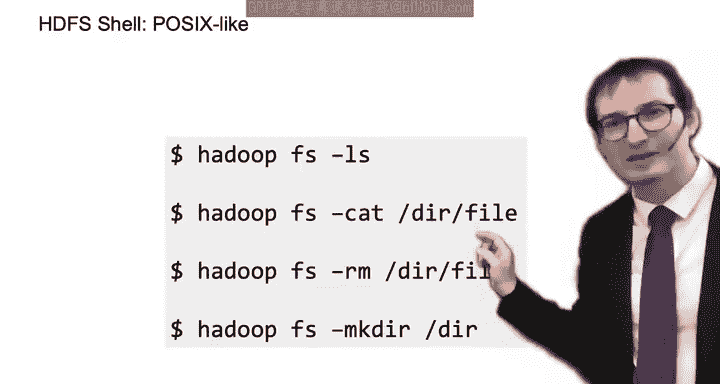 HDFS Shell: POSIX-like
$ hadoop fs –ls
$ hadoop fs –cat /dir/file
$ hadoop fs –rm /dir/fil
$ hadoop fs –mkdir /dir